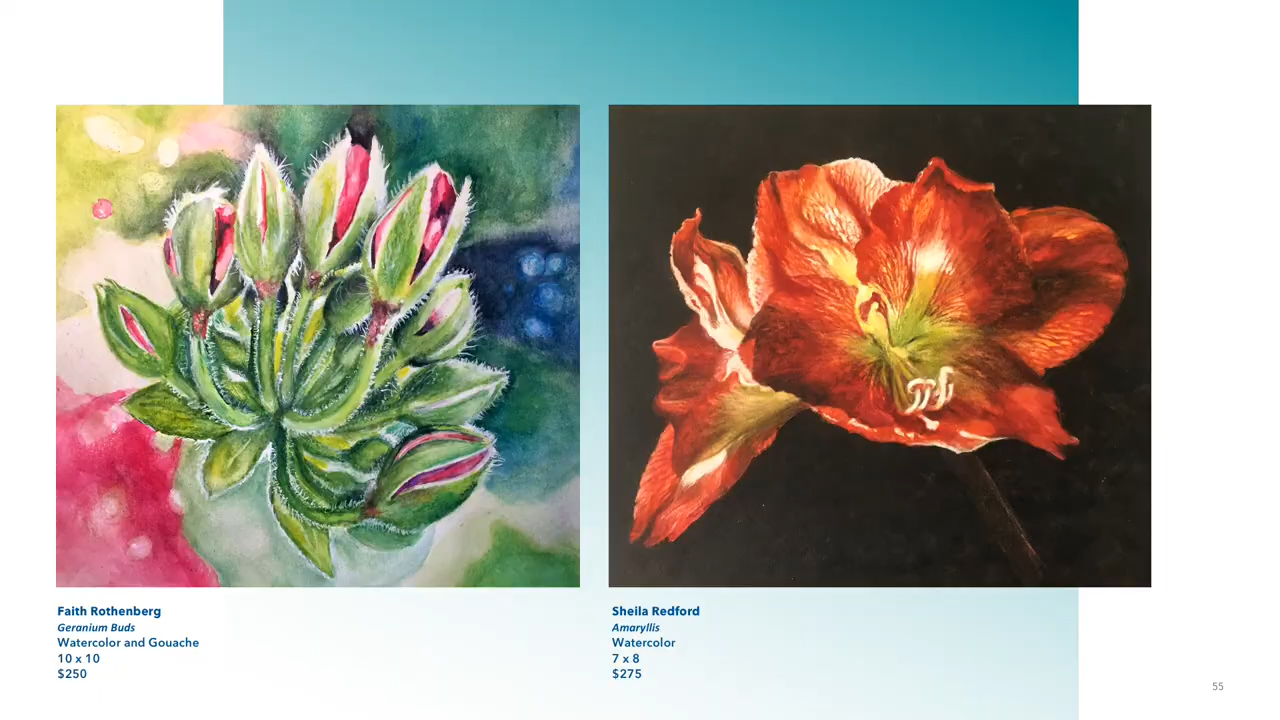 Faith Rothenberg
Geranium Buds
Watercolor and Gouache
10 x 10
$250
Sheila Redford
Amaryllis
Watercolor
7 x 8
$275
55